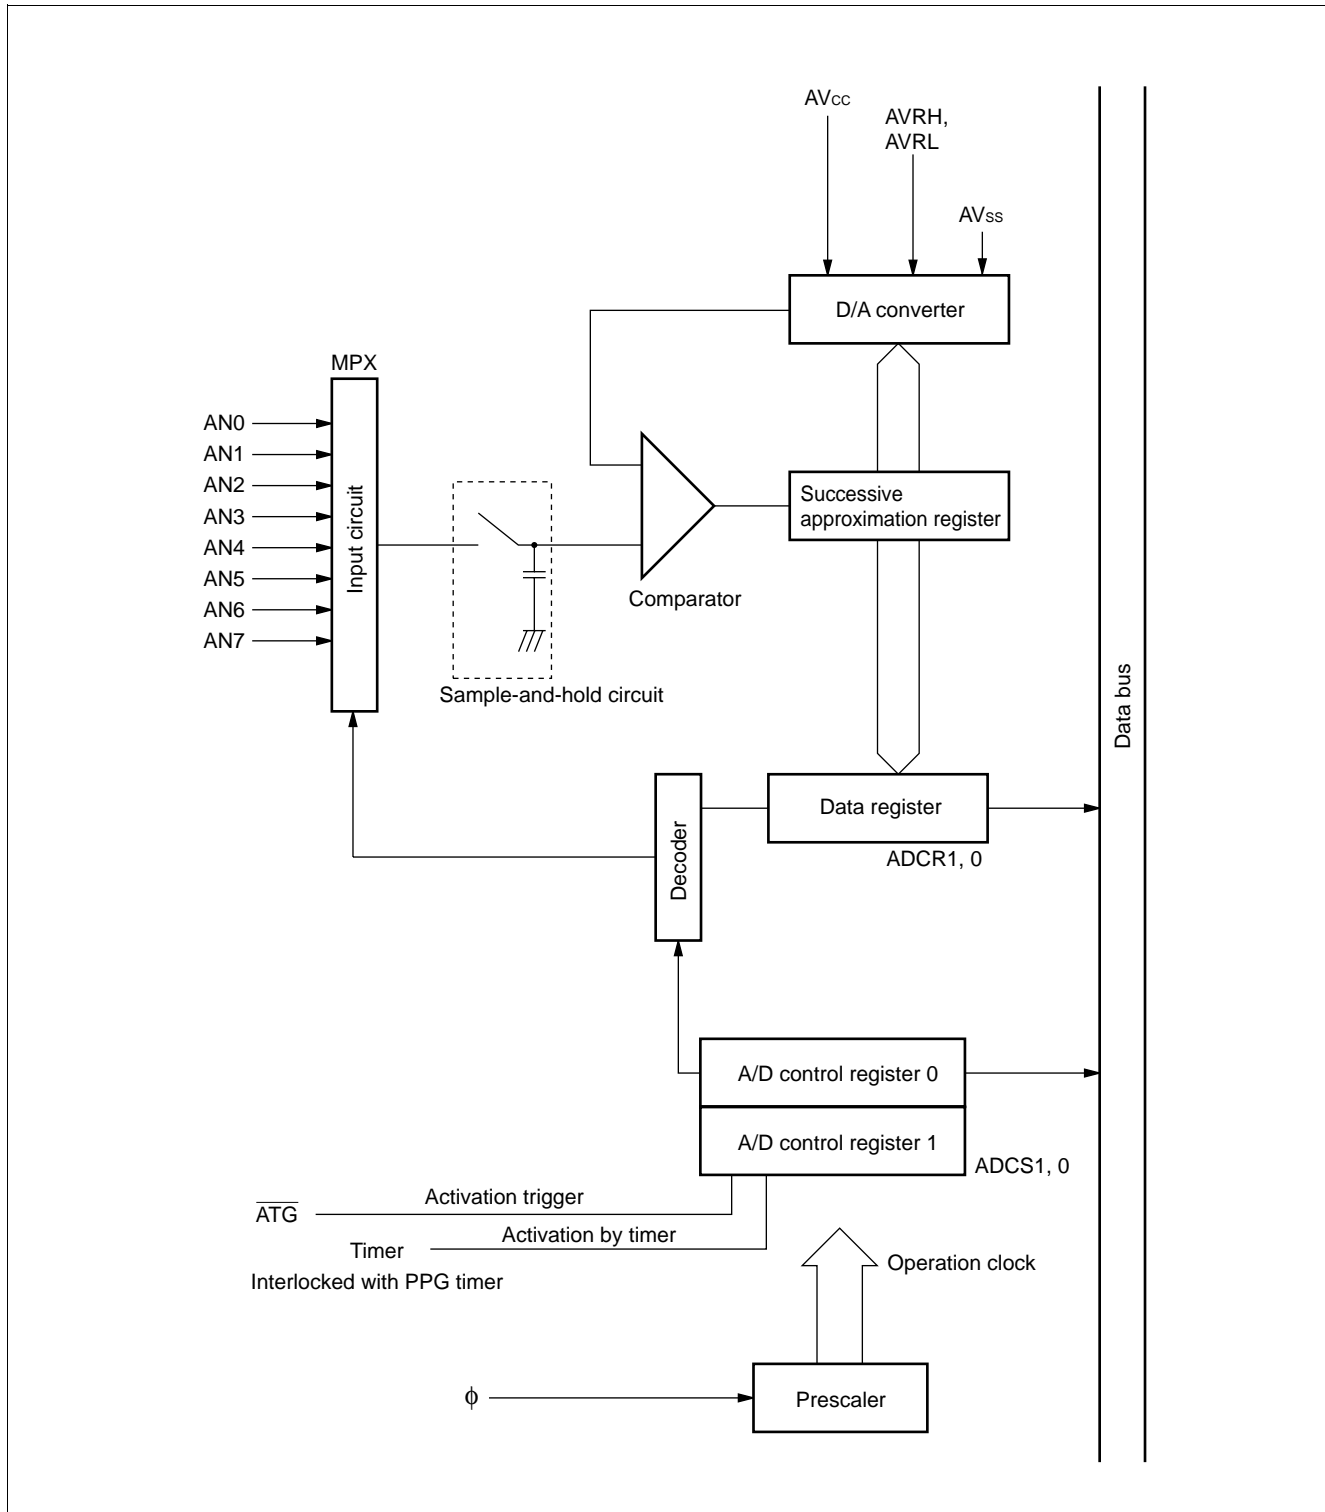 AVCC
AVRH,
AVRL
AVSS
D/A converter
MPX
AN0
AN1
AN2
AN3
AN4
AN5
AN6
AN7
Input circuit
Successive
approximation register
Comparator
Sample-and-hold circuit
Data bus
Decoder
Data register
ADCR1, 0
A/D control register 0
A/D control register 1
ADCS1, 0
Activation trigger
ATG
Activation by timer
Timer
Interlocked with PPG timer
Operation clock
ϕ
Prescaler